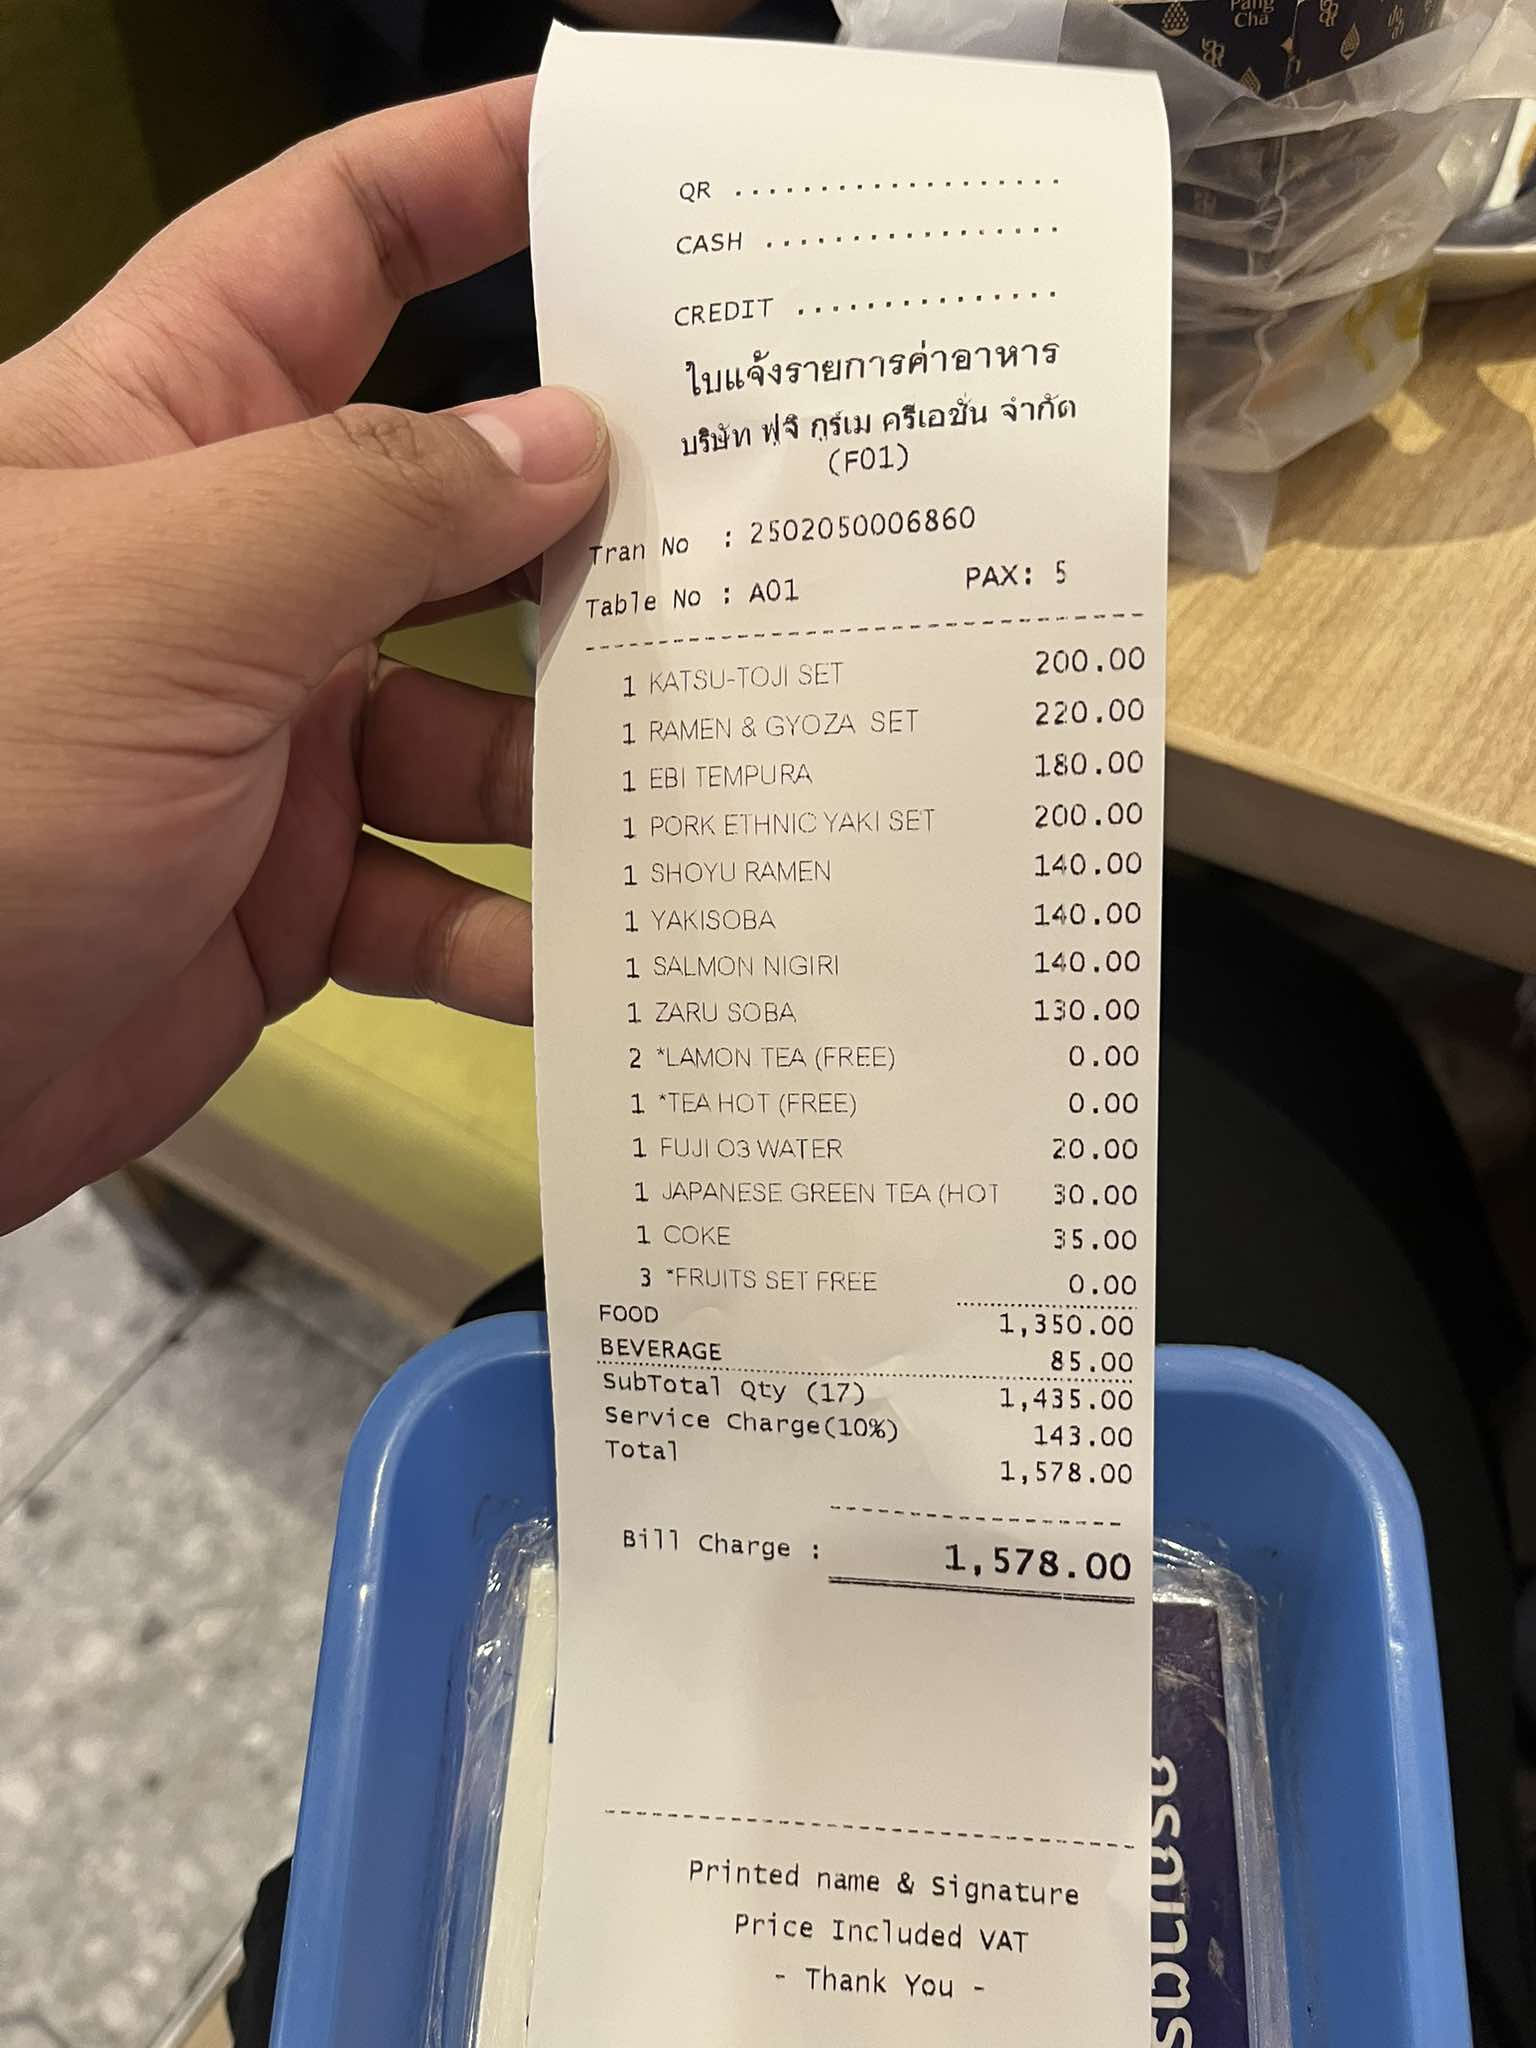 Pang
Cha
QR ....................
CASH ..................
CREDIT ...............
ใบแจ้งรายการค่าอาหาร
บริษัท ฟูจิ กูร์เม ครีเอชั่น จำกัด
(F01)
Tran No : 2502050006860
Table No : A01 PAX: 5
1 KATSU-TOJI SET 200.00
1 RAMEN & GYOZA SET 220.00
1 EBI TEMPURA 180.00
1 PORK ETHNIC YAKI SET 200.00
1 SHOYU RAMEN 140.00
1 YAKISOBA 140.00
1 SALMON NIGIRI 140.00
1 ZARU SOBA 130.00
2 *LAMON TEA (FREE) 0.00
1 *TEA HOT (FREE) 0.00
1 FUJI O3 WATER 20.00
1 JAPANESE GREEN TEA (HOT 30.00
1 COKE 35.00
3 *FRUITS SET FREE 0.00
FOOD 1,350.00
BEVERAGE 85.00
SubTotal Qty (17) 1,435.00
Service Charge(10%) 143.00
Total 1,578.00
Bill Charge : 1,578.00
Printed name & Signature
Price Included VAT
- Thank You -